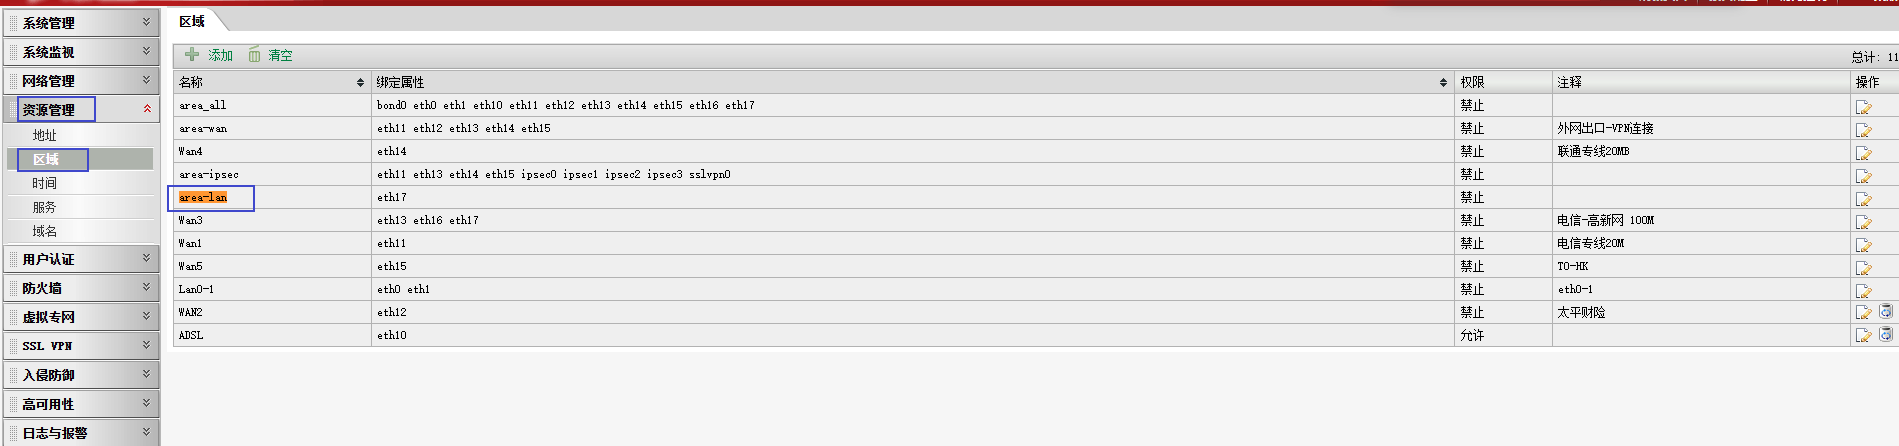 系统管理
系统监视
网络管理
资源管理
地址
区域
时间
服务
域名
用户认证
防火墙
虚拟专网
SSL VPN
入侵防御
高可用性
日志与报警
区域
添加 清空 总计: 11
名称 绑定属性 权限 注释 操作
area_all bond0 eth0 eth1 eth10 eth11 eth12 eth13 eth14 eth15 eth16 eth17 禁止
area-wan eth11 eth12 eth13 eth14 eth15 禁止 外网出口-VPN连接
Wan4 eth14 禁止 联通专线20MB
area-ipsec eth11 eth13 eth14 eth15 ipsec0 ipsec1 ipsec2 ipsec3 sslvpn0 禁止
area-lan eth17 禁止
Wan3 eth13 eth16 eth17 禁止 电信-高新网 100M
Wan1 eth11 禁止 电信专线20M
Wan5 eth15 禁止 TO-HK
Lan0-1 eth0 eth1 禁止 eth0-1
WAN2 eth12 禁止 太平财险
ADSL eth10 允许